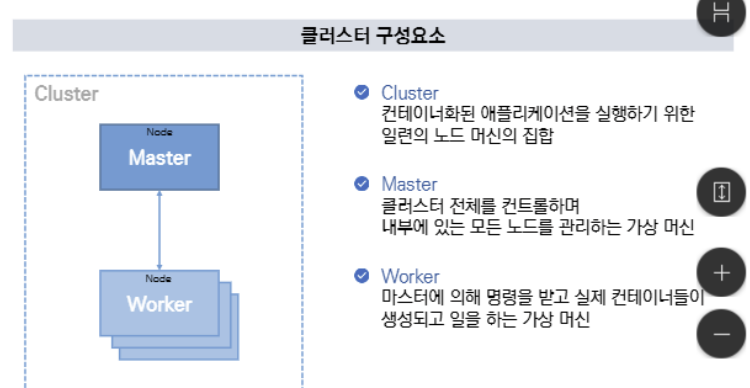 클러스터 구성요소
Cluster
Node
Master
Node
Worker
Cluster
컨테이너화된 애플리케이션을 실행하기 위한
일련의 노드 머신의 집합
Master
클러스터 전체를 컨트롤하며
내부에 있는 모든 노드를 관리하는 가상 머신
Worker
마스터에 의해 명령을 받고 실제 컨테이너들이
생성되고 일을 하는 가상 머신